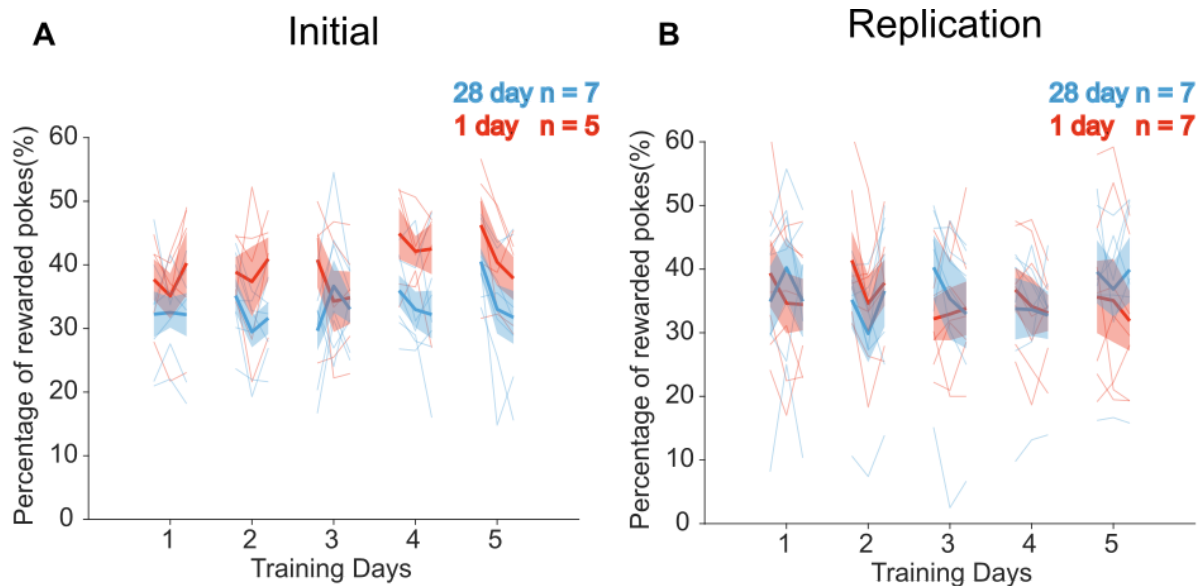 A
Initial
28 day n = 7
1 day n = 5
Percentage of rewarded pokes(%)
60
50
40
30
20
10
0
1 2 3 4 5
Training Days
B
Replication
28 day n = 7
1 day n = 7
Percentage of rewarded pokes(%)
60
50
40
30
20
10
0
1 2 3 4 5
Training Days